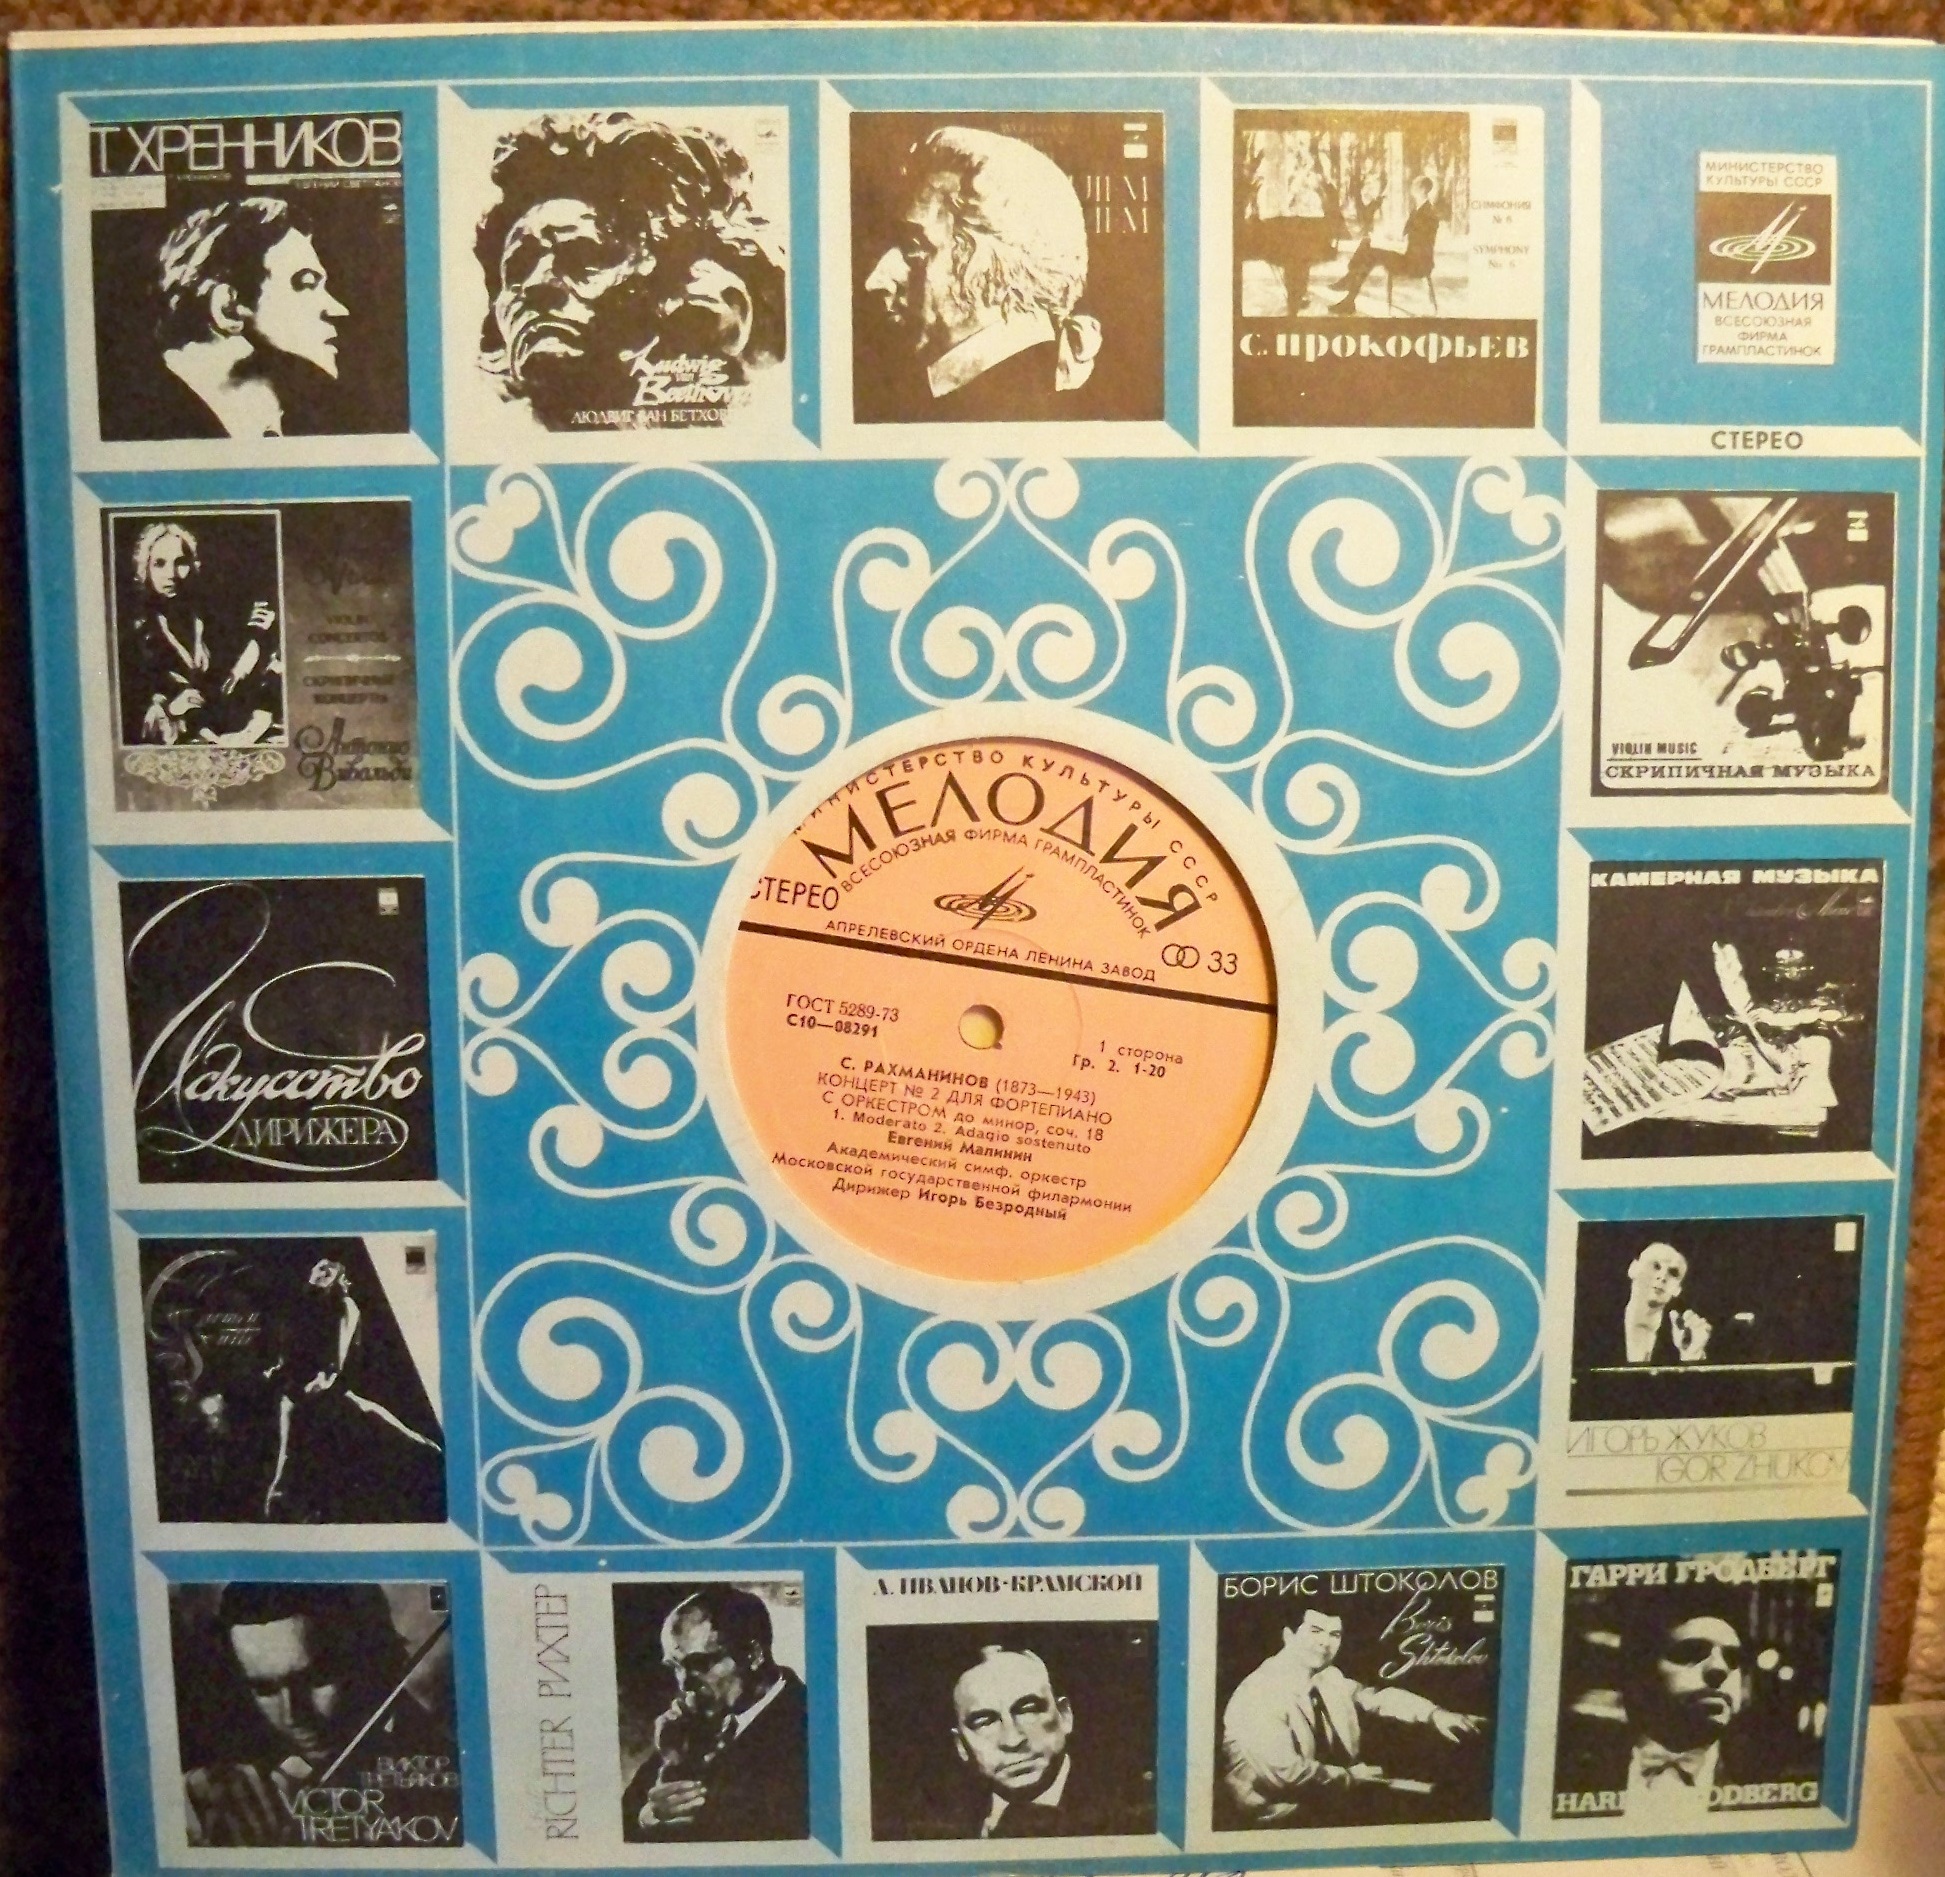 Т. ХРЕННИКОВ
ЕВГЕНИЙ СВЕТЛАНОВ
Ludwig
van
Beethoven
ЛЮДВИГ ВАН БЕТХОВ
СИМФОНИЯ
№ 6
SYMPHONY
No. 6
С. ПРОКОФЬЕВ
МИНИСТЕРСТВО
КУЛЬТУРЫ СССР
МЕЛОДИЯ
ВСЕСОЮЗНАЯ
ФИРМА
ГРАМПЛАСТИНОК
СТЕРЕО
VIOLIN
CONCERTOS
СКРИПИЧНЫЕ
КОНЦЕРТЫ
Антонио
Вивальди
VIOLIN MUSIC
СКРИПИЧНАЯ МУЗЫКА
МИНИСТЕРСТВО КУЛЬТУРЫ СССР
МЕЛОДИЯ
ВСЕСОЮЗНАЯ ФИРМА ГРАМПЛАСТИНОК
СТЕРЕО
АПРЕЛЕВСКИЙ ОРДЕНА ЛЕНИНА ЗАВОД
33
ГОСТ 5289-73
С10—08291
1 сторона
Гр. 2. 1-20
С. РАХМАНИНОВ (1873—1943)
КОНЦЕРТ № 2 ДЛЯ ФОРТЕПИАНО
С ОРКЕСТРОМ до минор, соч. 18
1. Moderato 2. Adagio sostenuto
Евгений Малинин
Академический симф. оркестр
Московской государственной филармонии
Дирижер Игорь Безродный
Искусство
ДИРИЖЕРА
КАМЕРНАЯ МУЗЫКА
ИГОРЬ ЖУКОВ
IGOR ZHUKOV
ВИКТОР
ТРЕТЬЯКОВ
VICTOR
TRETYAKOV
RICHTER РИХТЕР
А. ИВАНОВ-КРАМСКОЙ
БОРИС ШТОКОЛОВ
Boris
Shtokolov
ГАРРИ ГРОДБЕРГ
HAR ODBERG